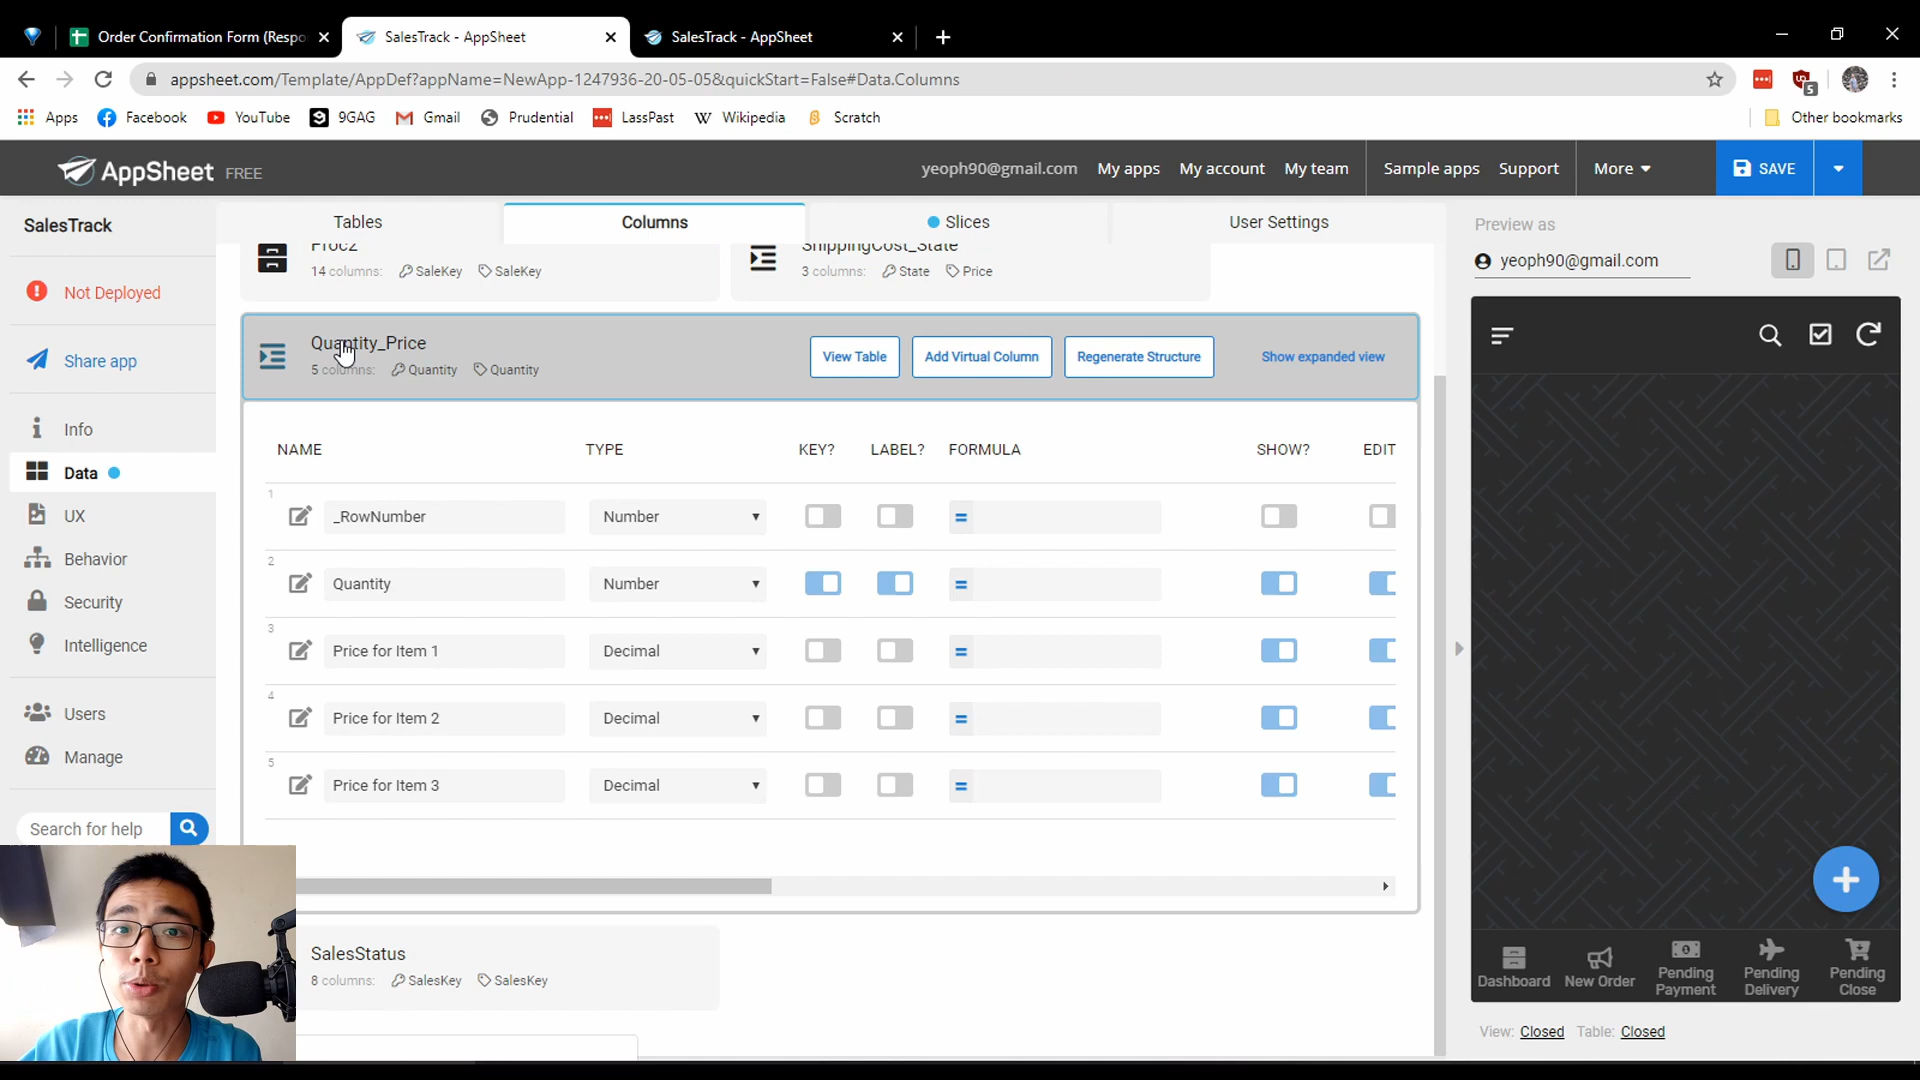 Order Confirmation Form (Respo
SalesTrack - AppSheet
SalesTrack - AppSheet
appsheet.com/Template/AppDef?appName=NewApp-1247936-20-05-05&quickStart=False#Data.Columns
5
Apps
Facebook
YouTube
9GAG
Gmail
Prudential
LassPast
Wikipedia
Scratch
Other bookmarks
AppSheet FREE
yeoph90@gmail.com
My apps
My account
My team
Sample apps
Support
More
SAVE
SalesTrack
Tables
Columns
Slices
User Settings
Preview as
yeoph90@gmail.com
Proc2
14 columns: SaleKey SaleKey
ShippingCost_State
3 columns: State Price
Not Deployed
Share app
Info
Data
UX
Behavior
Security
Intelligence
Users
Manage
Search for help
Quantity_Price
5 columns: Quantity Quantity
View Table
Add Virtual Column
Regenerate Structure
Show expanded view
NAME TYPE KEY? LABEL? FORMULA SHOW? EDIT
1
_RowNumber Number =
2
Quantity Number =
3
Price for Item 1 Decimal =
4
Price for Item 2 Decimal =
5
Price for Item 3 Decimal =
SalesStatus
8 columns: SalesKey SalesKey
Dashboard
New Order
Pending Payment
Pending Delivery
Pending Close
View: Closed Table: Closed